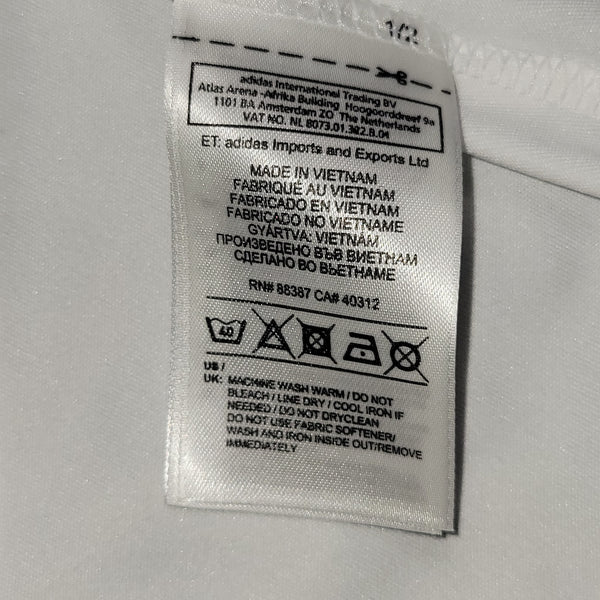 1/2
adidas International Trading BV
Atlas Arena -Afrika Building Hoogoorddreef 9a
1101 BA Amsterdam ZO The Netherlands
VAT NO. NL 8073.01.302.B.04
ET: adidas Imports and Exports Ltd
MADE IN VIETNAM
FABRIQUÉ AU VIETNAM
FABRICADO EN VIETNAM
FABRICADO NO VIETNAME
GYÁRTVA: VIETNÁM
ПРОИЗВЕДЕНО ВЪВ ВИЕТНАМ
СДЕЛАНО ВО ВЬЕТНАМЕ
RN# 88387 CA# 40312
40
US /
UK: MACHINE WASH WARM / DO NOT
BLEACH / LINE DRY / COOL IRON IF
NEEDED / DO NOT DRYCLEAN
DO NOT USE FABRIC SOFTENER/
WASH AND IRON INSIDE OUT/REMOVE
IMMEDIATELY